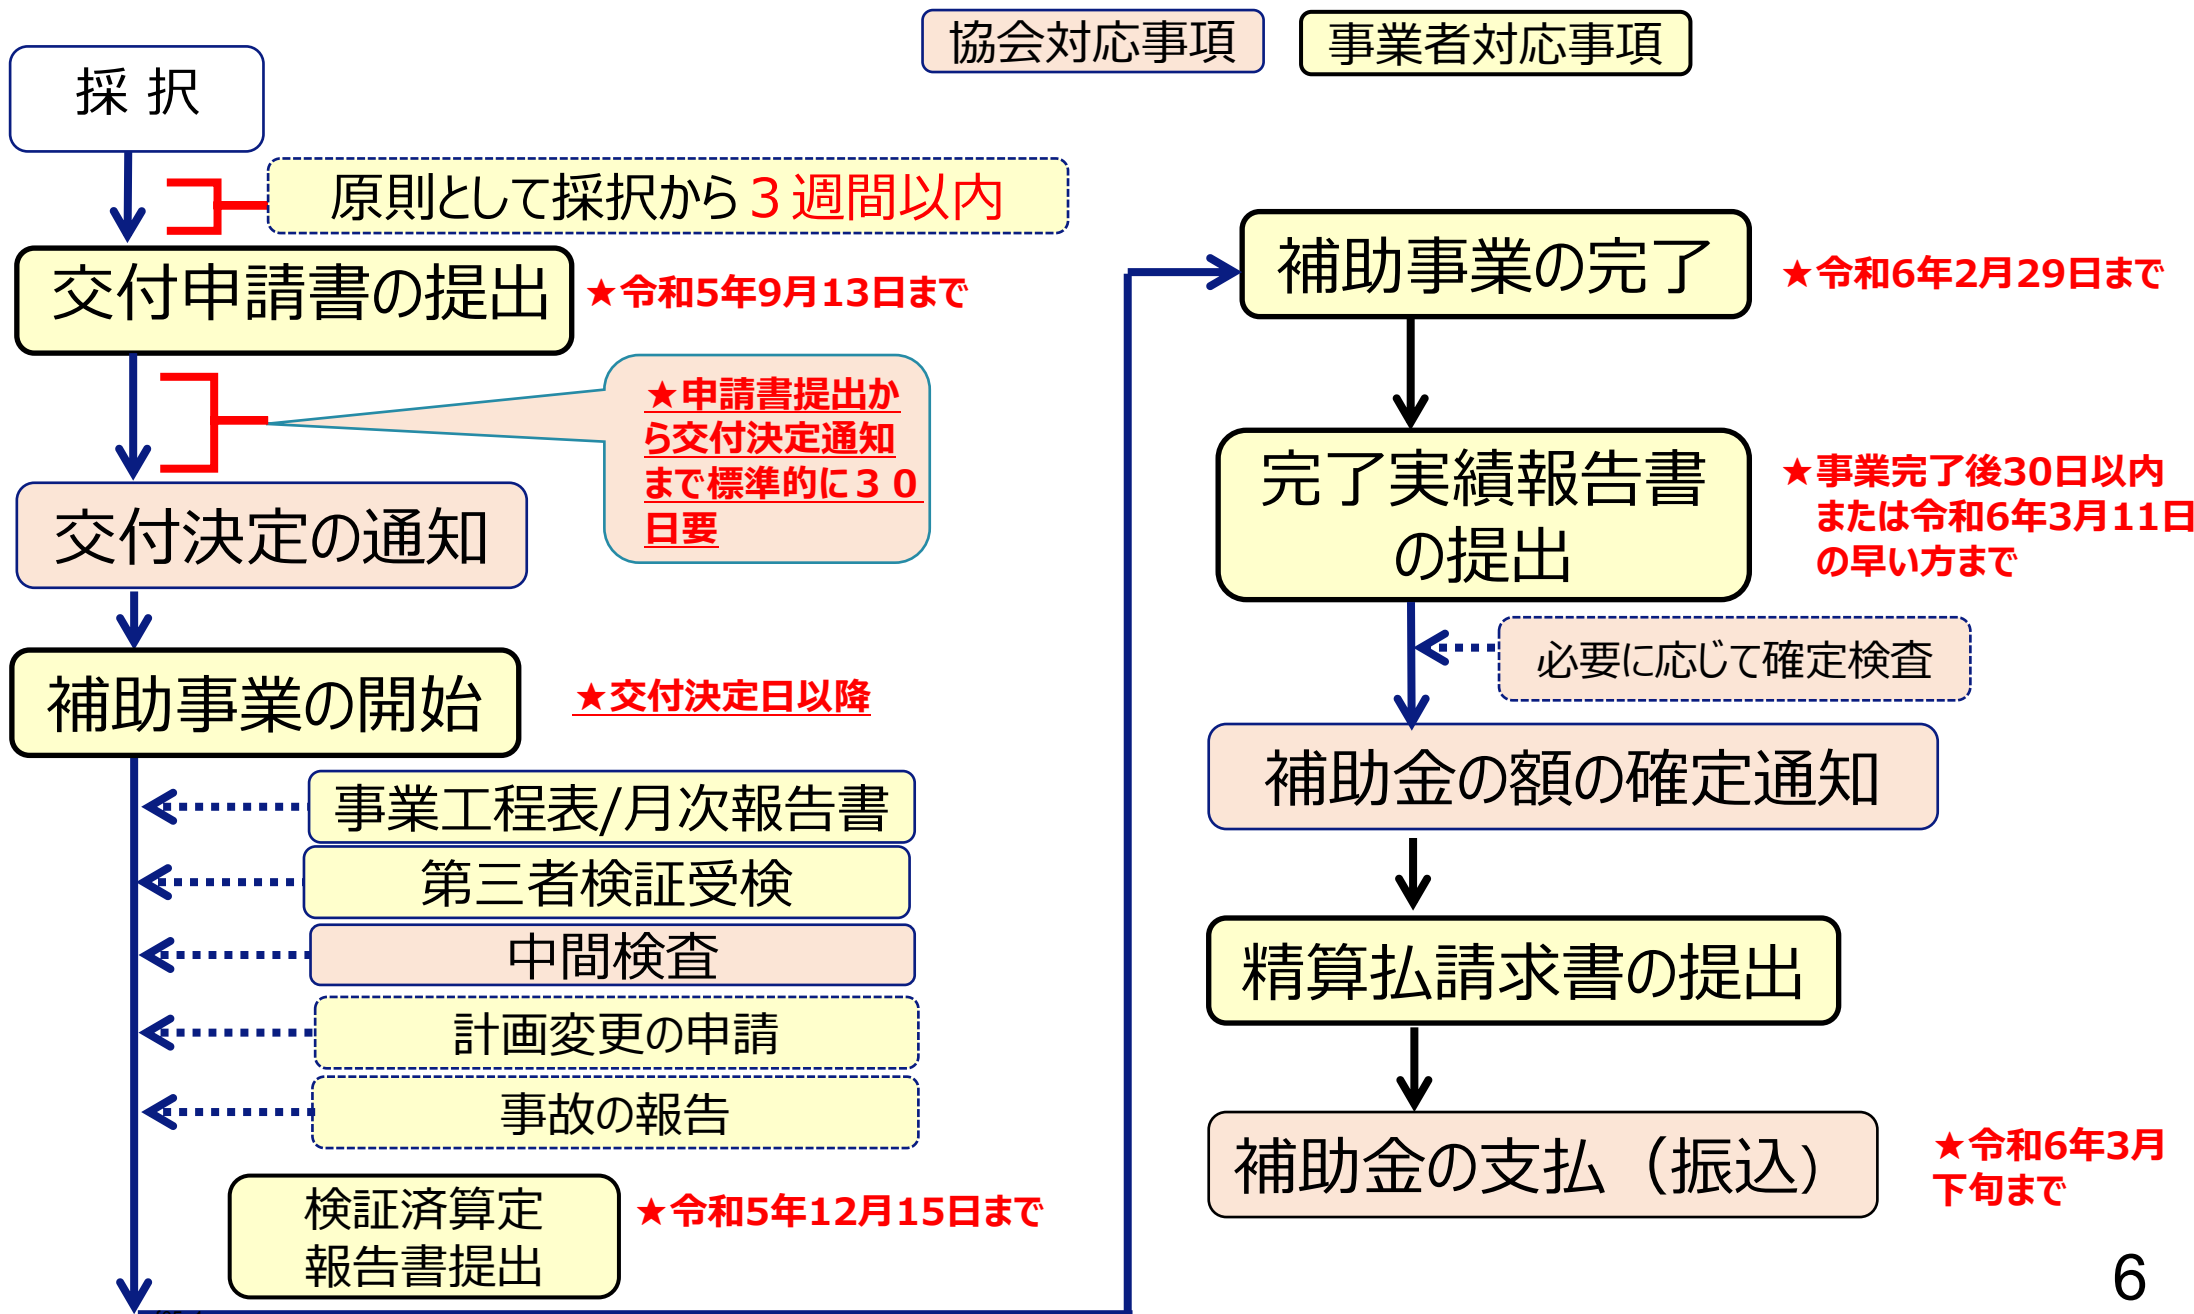 協会対応事項
事業者対応事項
採 択
原則として採択から３週間以内
交付申請書の提出
★令和5年9月13日まで
★申請書提出か
ら交付決定通知
まで標準的に３０
日要
交付決定の通知
補助事業の開始
★交付決定日以降
事業工程表/月次報告書
第三者検証受検
中間検査
計画変更の申請
事故の報告
検証済算定
報告書提出
★令和5年12月15日まで
補助事業の完了
★令和6年2月29日まで
完了実績報告書
の提出
★事業完了後30日以内
または令和6年3月11日
の早い方まで
必要に応じて確定検査
補助金の額の確定通知
精算払請求書の提出
補助金の支払（振込）
★令和6年3月
下旬まで
6